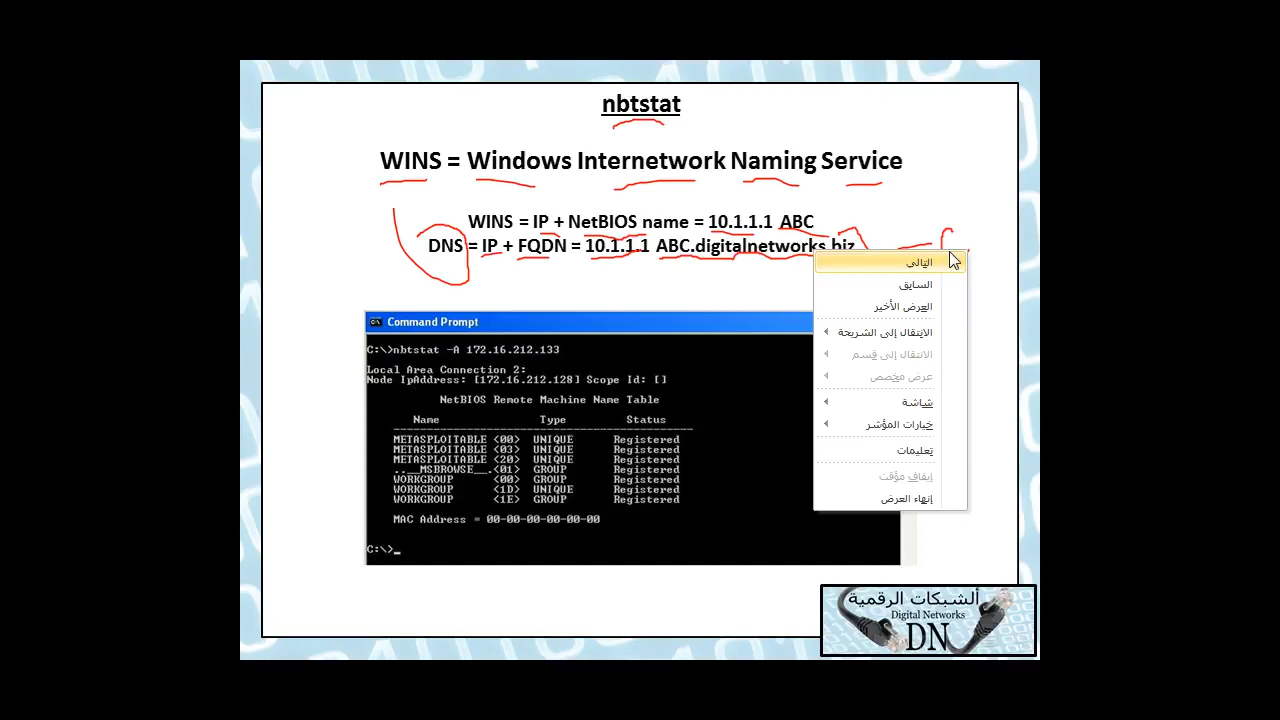 nbtstat
WINS = Windows Internetwork Naming Service
WINS = IP + NetBIOS name = 10.1.1.1 ABC
DNS = IP + FQDN = 10.1.1.1 ABC.digitalnetworks.biz
التالي
السابق
العرض الأخير
الانتقال إلى الشريحة
الانتقال إلى قسم
عرض مخصص
شاشة
خيارات المؤشر
تعليمات
إيقاف مؤقت
إنهاء العرض
Command Prompt
C:\>nbtstat -A 172.16.212.133
Local Area Connection 2:
Node IpAddress: [172.16.212.128] Scope Id: []
NetBIOS Remote Machine Name Table
Name Type Status
METASPLOITABLE <00> UNIQUE Registered
METASPLOITABLE <03> UNIQUE Registered
METASPLOITABLE <20> UNIQUE Registered
..__MSBROWSE__.<01> GROUP Registered
WORKGROUP <00> GROUP Registered
WORKGROUP <1D> UNIQUE Registered
WORKGROUP <1E> GROUP Registered
MAC Address = 00-00-00-00-00-00
C:\>_
ألشبكات الرقمية
Digital Networks
DN